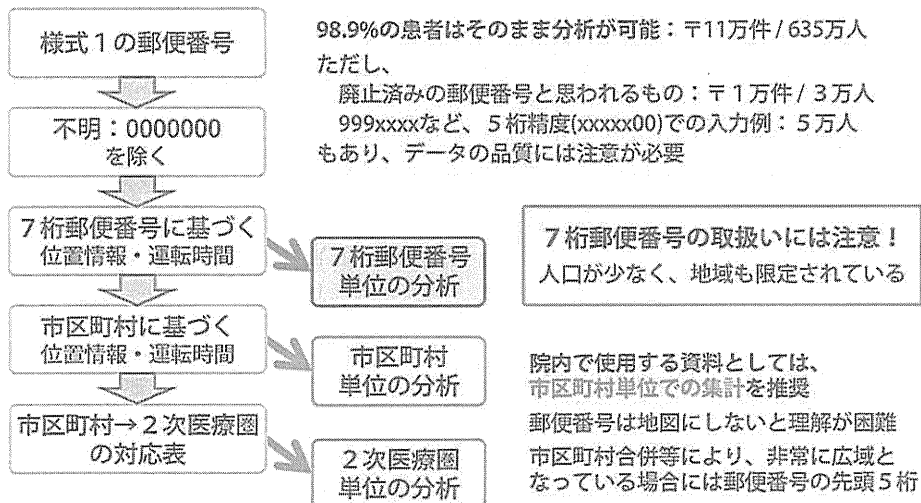 様式１の郵便番号
不明：0000000
を除く
７桁郵便番号に基づく
位置情報・運転時間
市区町村に基づく
位置情報・運転時間
市区町村→２次医療圏
の対応表
７桁郵便番号
単位の分析
市区町村
単位の分析
２次医療圏
単位の分析
98.9%の患者はそのまま分析が可能：〒11万件 / 635万人
ただし、
廃止済みの郵便番号と思われるもの：〒１万件 / ３万人
999xxxxなど、５桁精度(xxxxx00)での入力例：５万人
もあり、データの品質には注意が必要
７桁郵便番号の取扱いには注意！
人口が少なく、地域も限定されている
院内で使用する資料としては、
市区町村単位での集計を推奨
郵便番号は地図にしないと理解が困難
市区町村合併等により、非常に広域と
なっている場合には郵便番号の先頭５桁